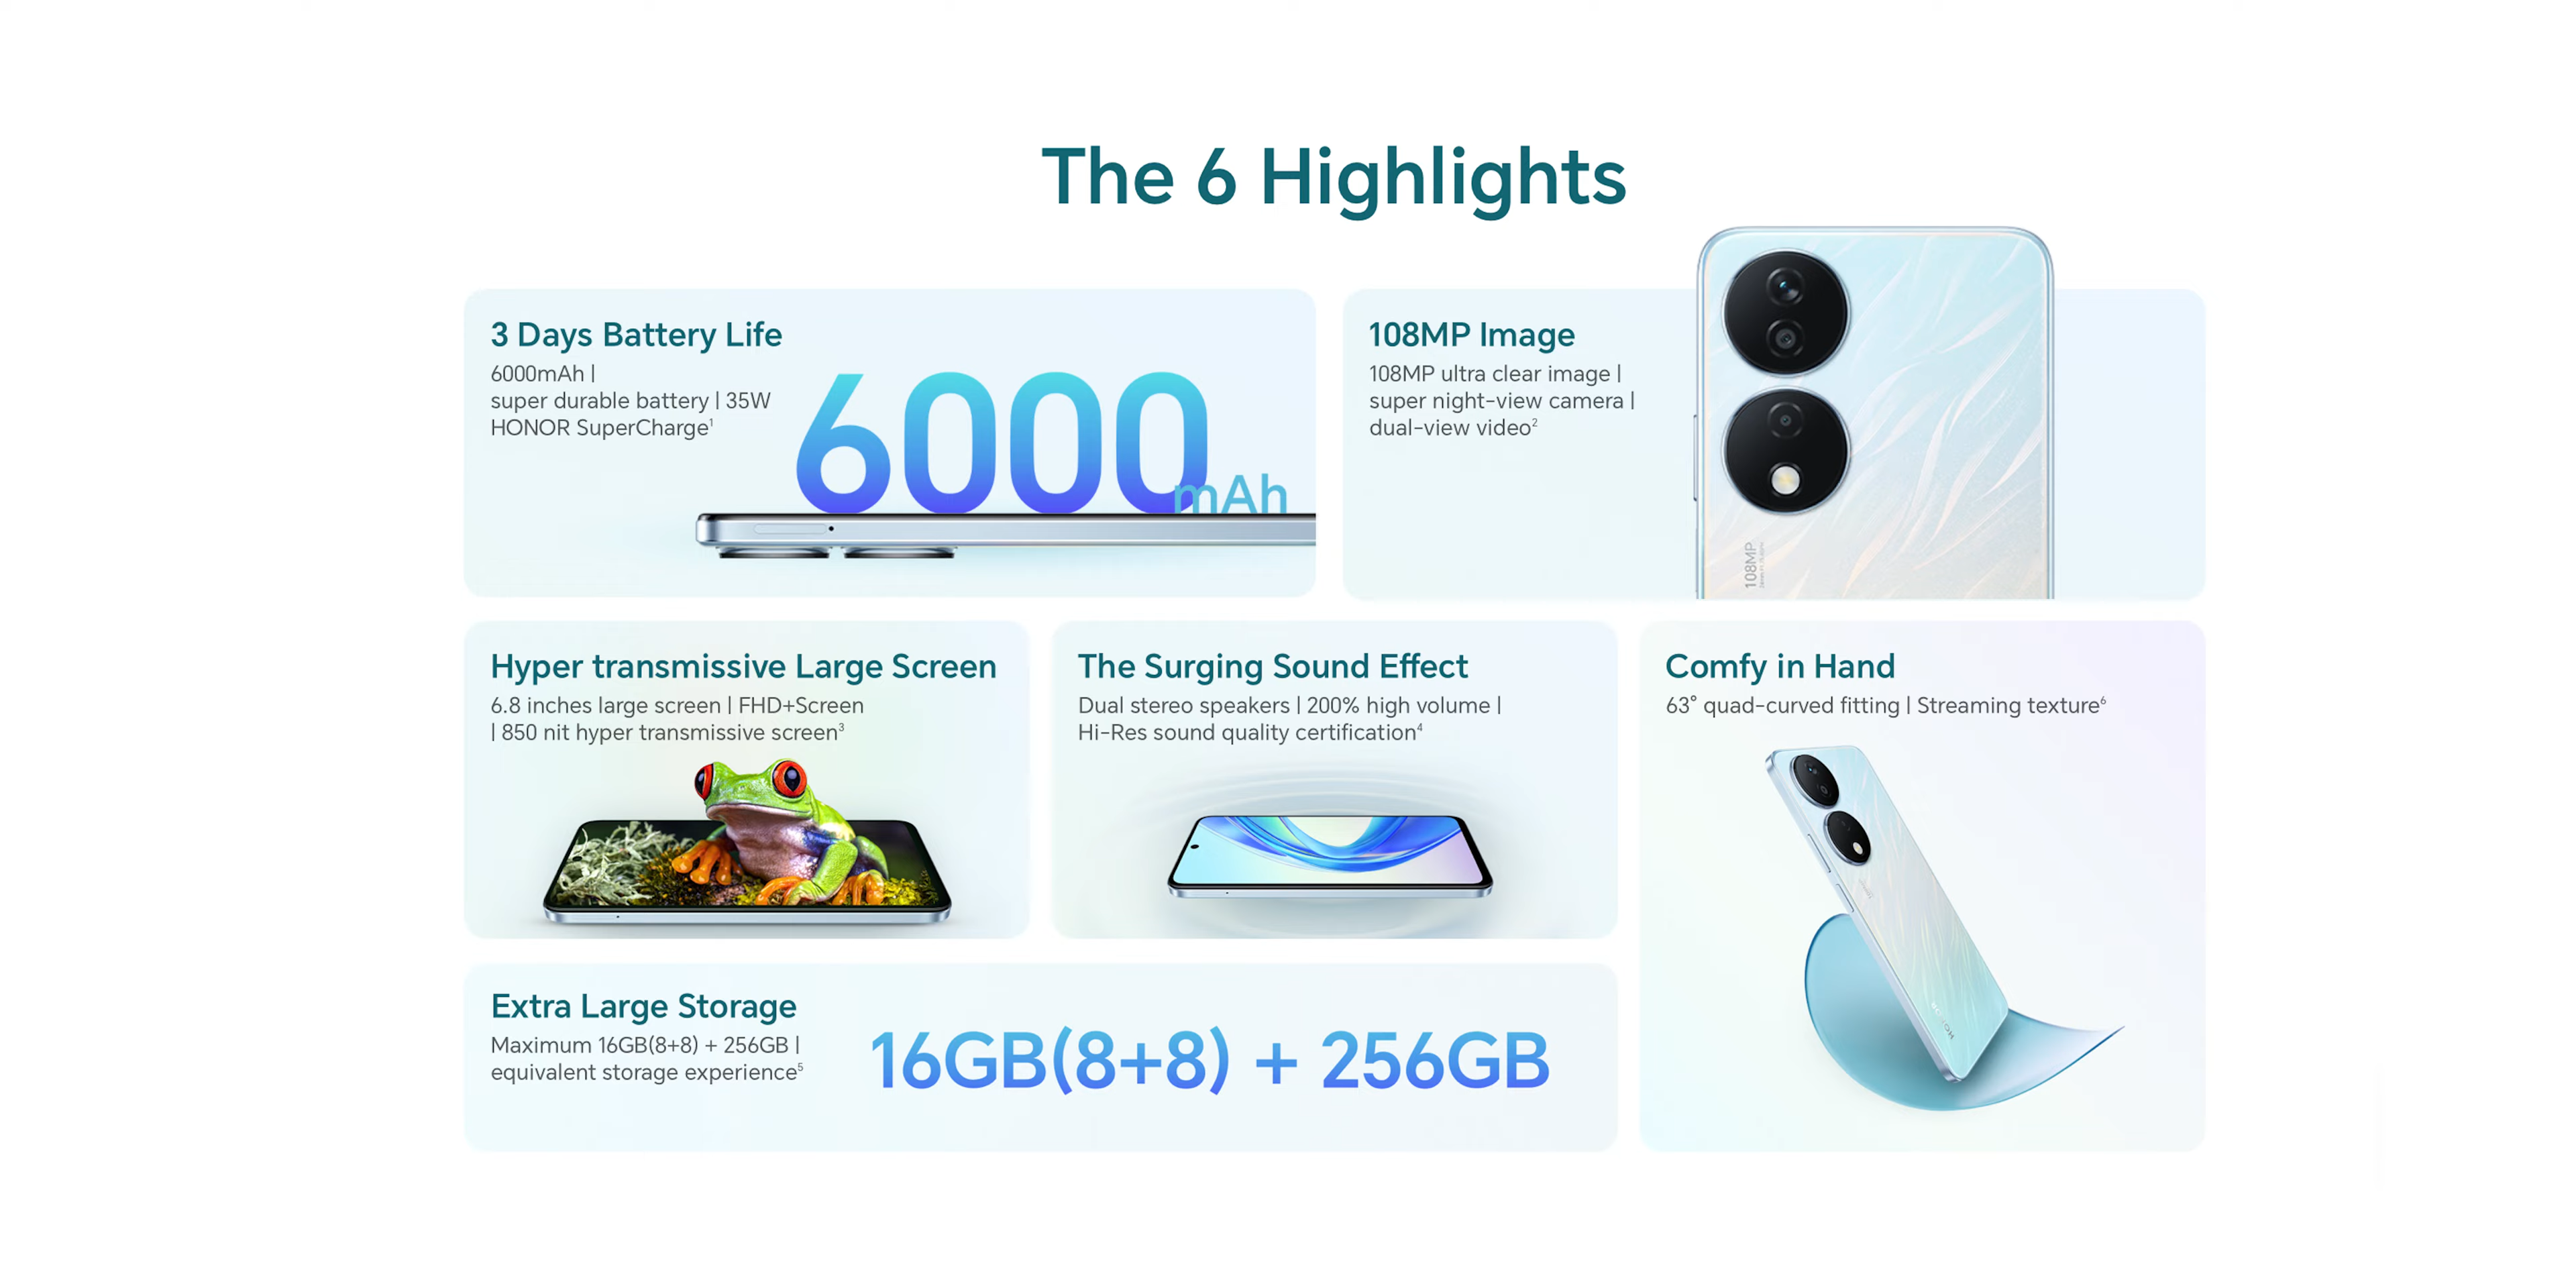 The 6 Highlights
3 Days Battery Life
6000mAh |
super durable battery | 35W
HONOR SuperCharge¹
6000mAh
108MP Image
108MP ultra clear image |
super night-view camera |
dual-view video²
108MP
Hyper transmissive Large Screen
6.8 inches large screen | FHD+Screen
| 850 nit hyper transmissive screen³
The Surging Sound Effect
Dual stereo speakers | 200% high volume |
Hi-Res sound quality certification⁴
Comfy in Hand
63° quad-curved fitting | Streaming texture⁶
HONOR
Extra Large Storage
Maximum 16GB(8+8) + 256GB |
equivalent storage experience⁵
16GB(8+8) + 256GB